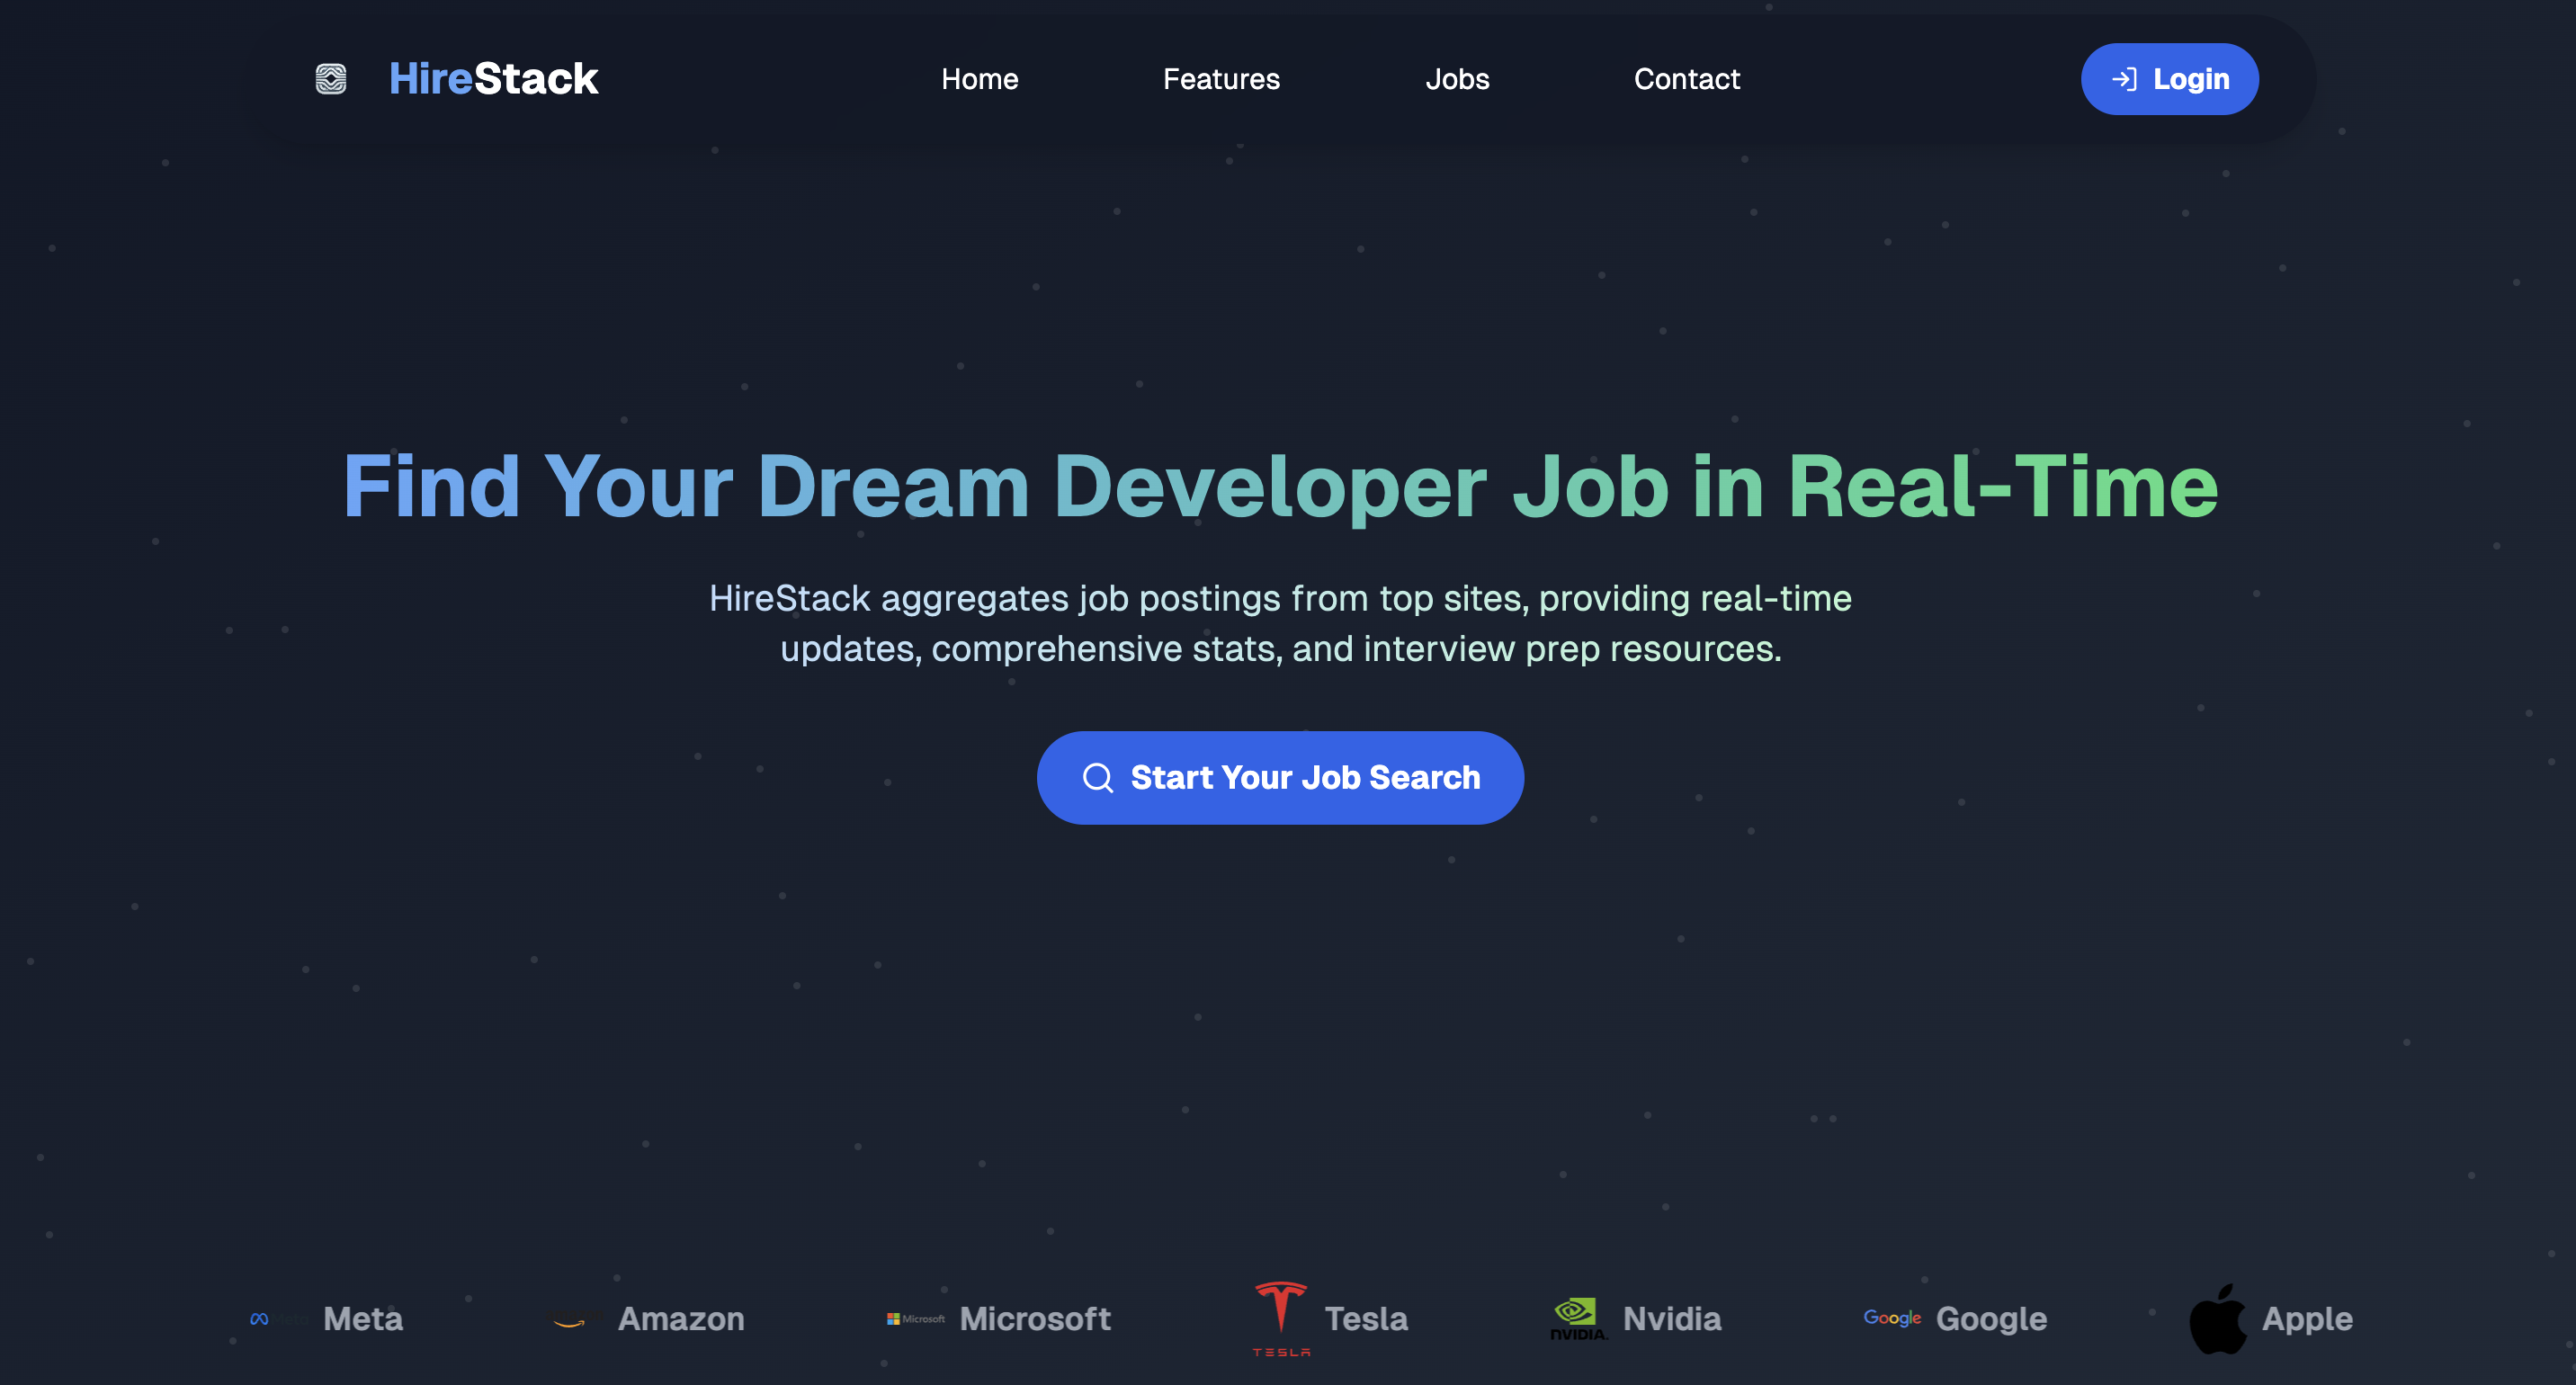 HireStack
Home
Features
Jobs
Contact
Login
Find Your Dream Developer Job in Real-Time
HireStack aggregates job postings from top sites, providing real-time
updates, comprehensive stats, and interview prep resources.
Start Your Job Search
Meta
Meta
Amazon
Microsoft
Microsoft
TESLA
Tesla
NVIDIA.
Nvidia
Google
Google
Apple